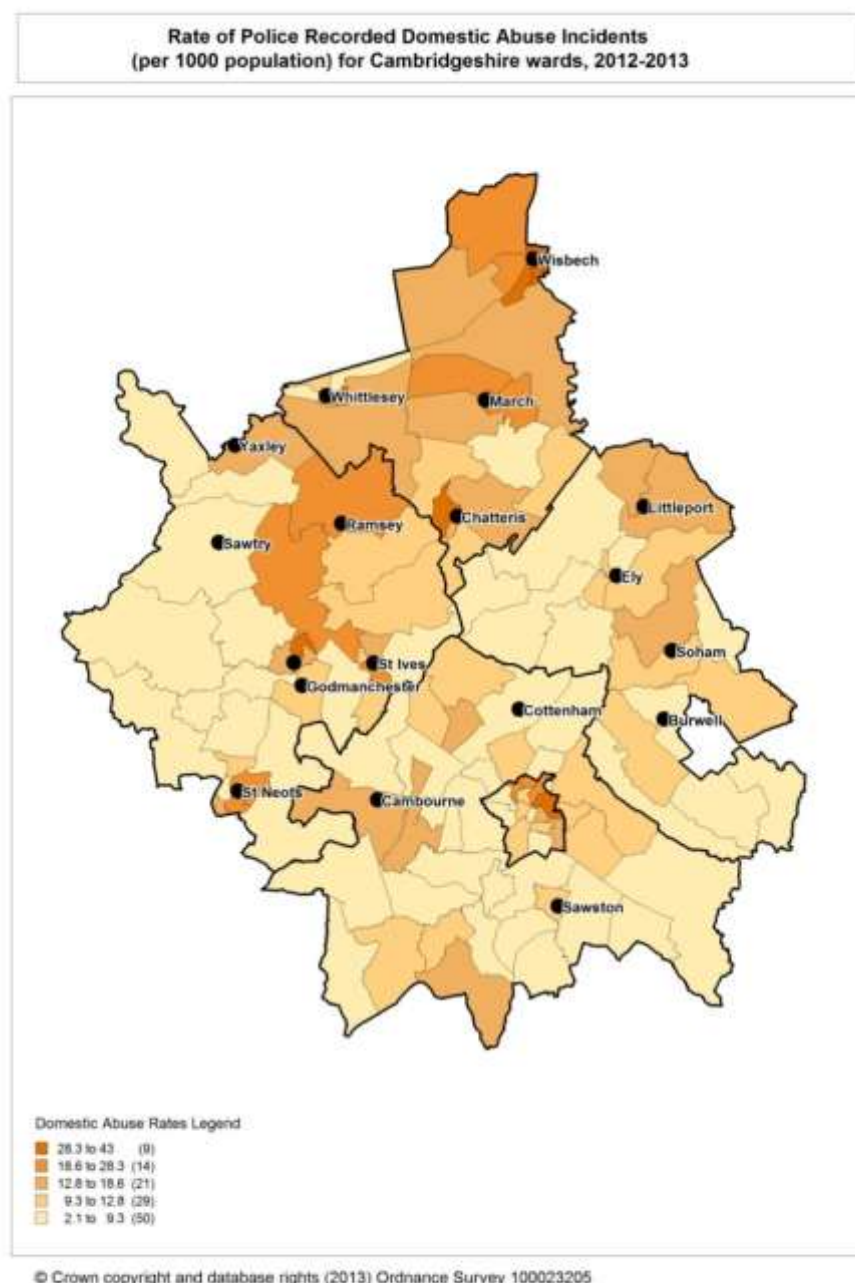 Rate of Police Recorded Domestic Abuse Incidents
(per 1000 population) for Cambridgeshire wards, 2012-2013
Wisbech
Whittlesey
March
Yaxley
Littleport
Chatteris
Ramsey
Sawtry
Ely
Soham
St Ives
Godmanchester
Cottenham
Burwell
St Neots
Cambourne
Sawston
Domestic Abuse Rates Legend
28.3 to 43 (9)
18.6 to 28.3 (14)
12.8 to 18.6 (21)
9.3 to 12.8 (29)
2.1 to 9.3 (50)
© Crown copyright and database rights (2013) Ordnance Survey 100023205